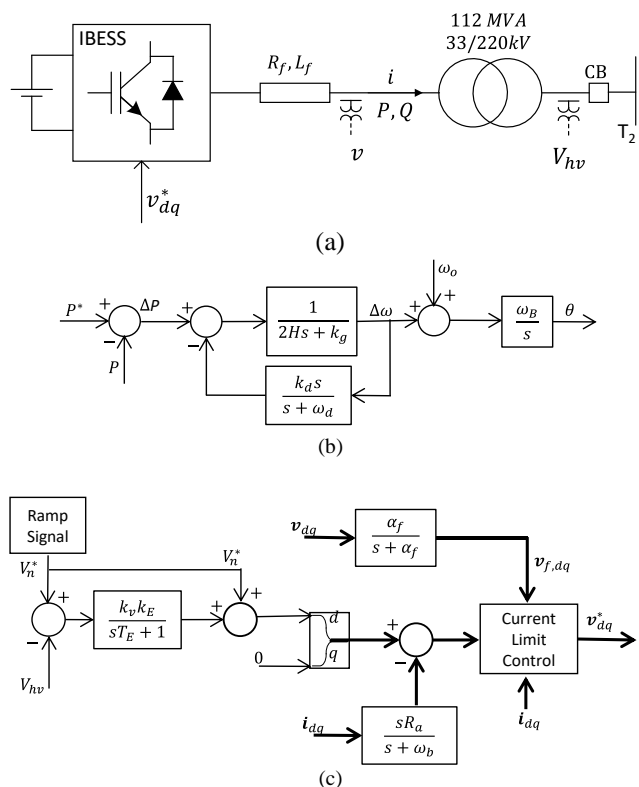 IBESS
112 MVA
33/220kV
R_f, L_f
i
P, Q
CB
v
V_hv
T_2
v*_dq
(a)
ω_o
P*
+
ΔP
+
1
2Hs + k_g
Δω
+
+
ω_B
s
θ
−
−
P
k_d s
s + ω_d
(b)
Ramp
Signal
v_dq
α_f
s + α_f
V_n*
V_n*
v_f,dq
+
k_v k_E
sT_E + 1
+
+
d
+
Current
Limit
Control
v*_dq
−
0
q
−
V_hv
i_dq
sR_a
s + ω_b
i_dq
(c)